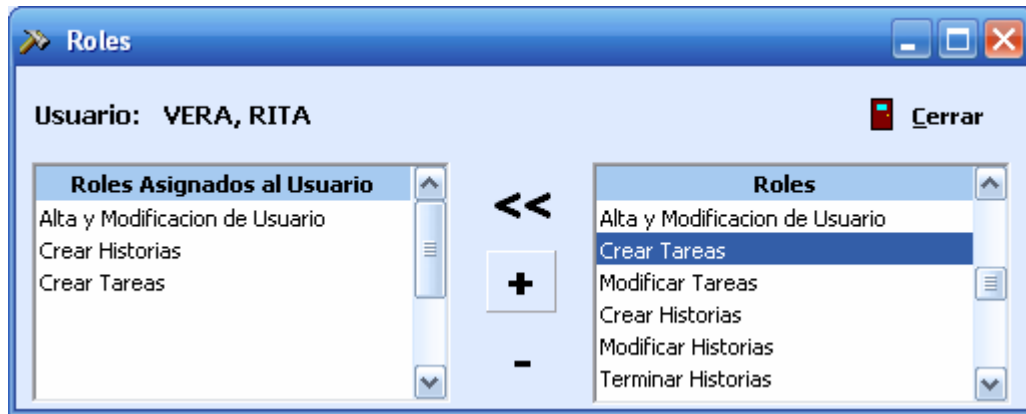 Roles
Usuario: VERA, RITA
Cerrar
Roles Asignados al Usuario
Alta y Modificacion de Usuario
Crear Historias
Crear Tareas
<<
+
-
Roles
Alta y Modificacion de Usuario
Crear Tareas
Modificar Tareas
Crear Historias
Modificar Historias
Terminar Historias